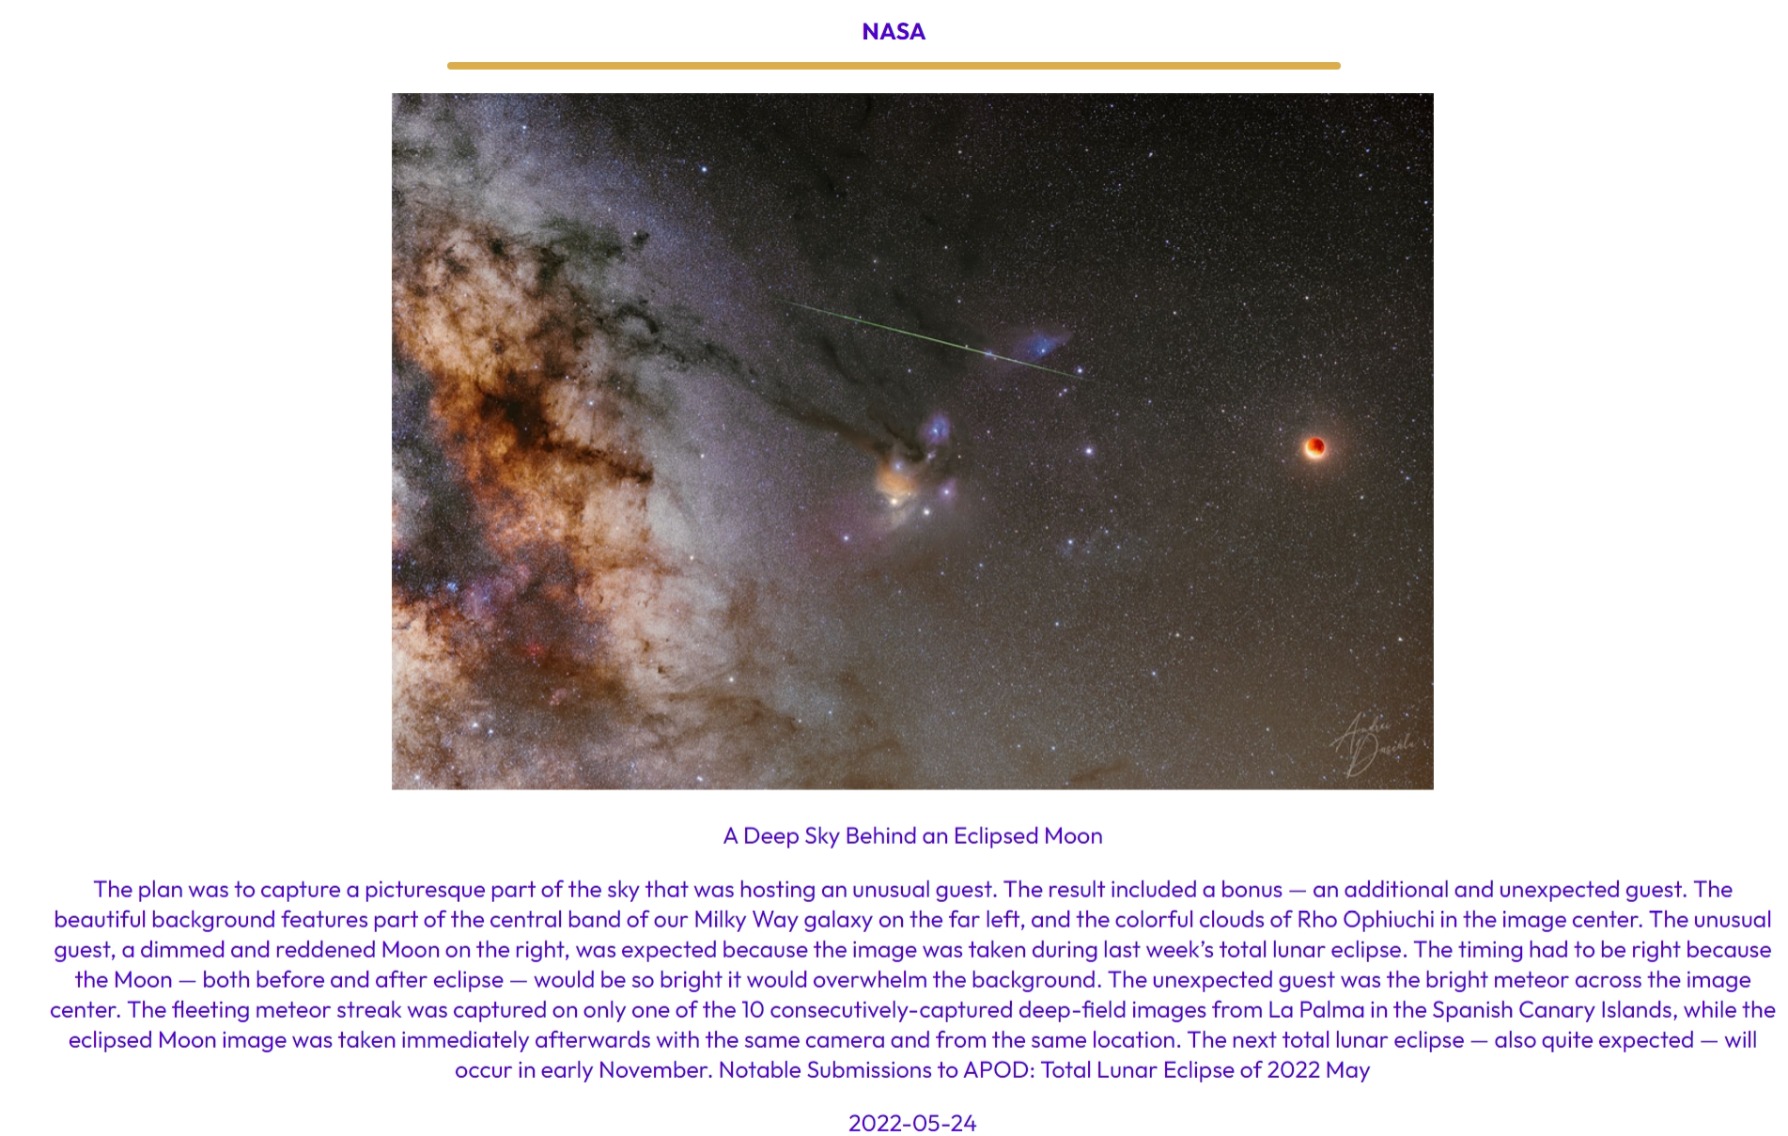 NASA
A Deep Sky Behind an Eclipsed Moon
The plan was to capture a picturesque part of the sky that was hosting an unusual guest. The result included a bonus — an additional and unexpected guest. The
beautiful background features part of the central band of our Milky Way galaxy on the far left, and the colorful clouds of Rho Ophiuchi in the image center. The unusual
guest, a dimmed and reddened Moon on the right, was expected because the image was taken during last week’s total lunar eclipse. The timing had to be right because
the Moon — both before and after eclipse — would be so bright it would overwhelm the background. The unexpected guest was the bright meteor across the image
center. The fleeting meteor streak was captured on only one of the 10 consecutively-captured deep-field images from La Palma in the Spanish Canary Islands, while the
eclipsed Moon image was taken immediately afterwards with the same camera and from the same location. The next total lunar eclipse — also quite expected — will
occur in early November. Notable Submissions to APOD: Total Lunar Eclipse of 2022 May
2022-05-24